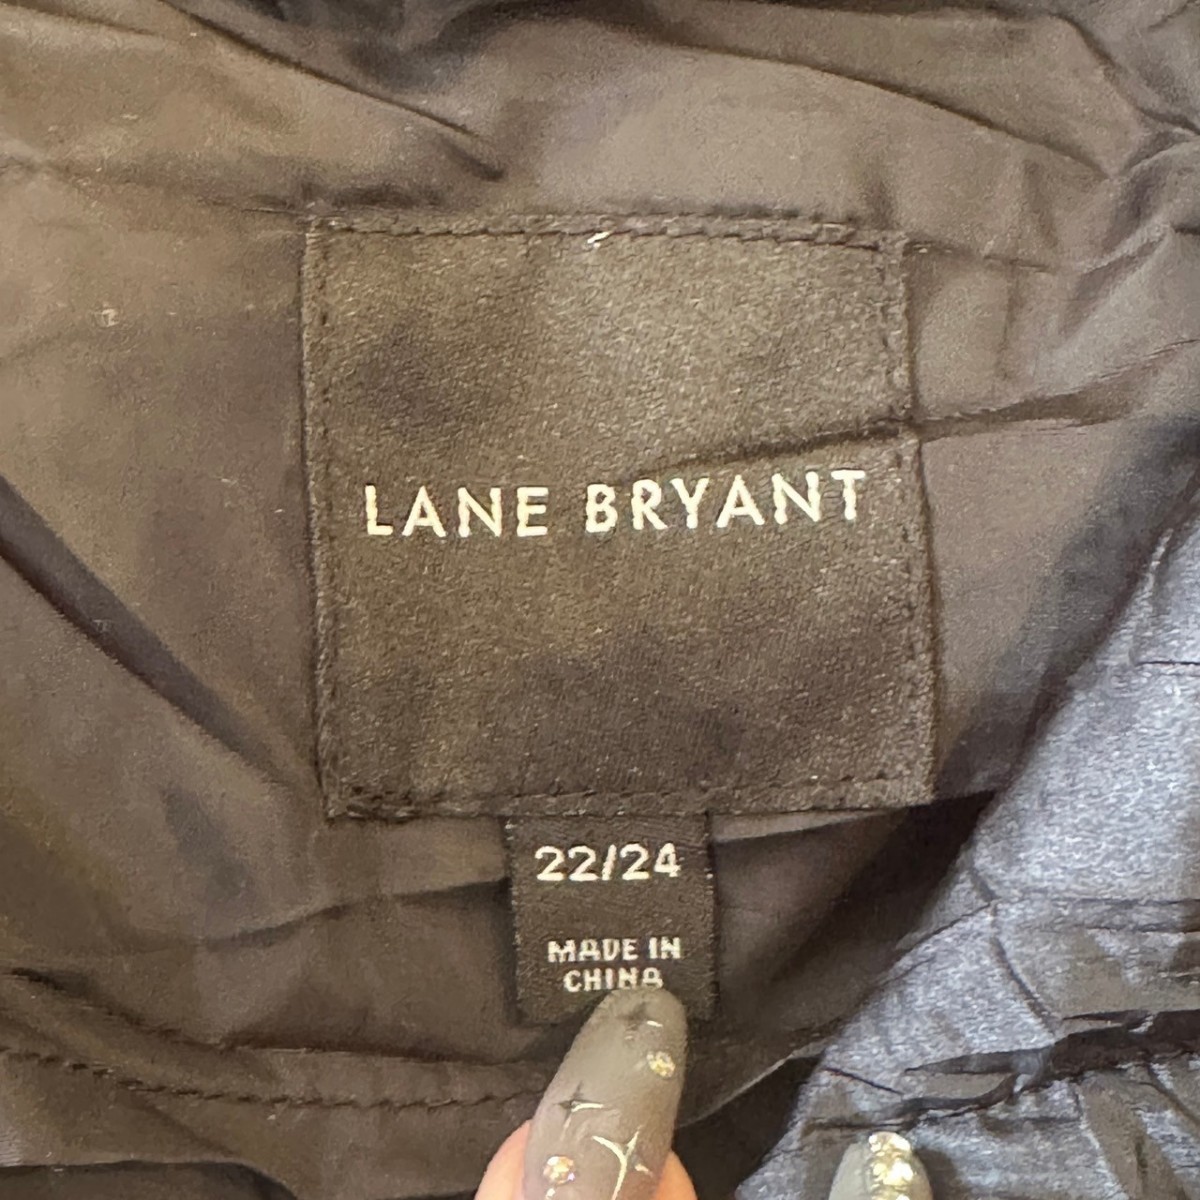 LANE BRYANT
22/24
MADE IN
CHINA